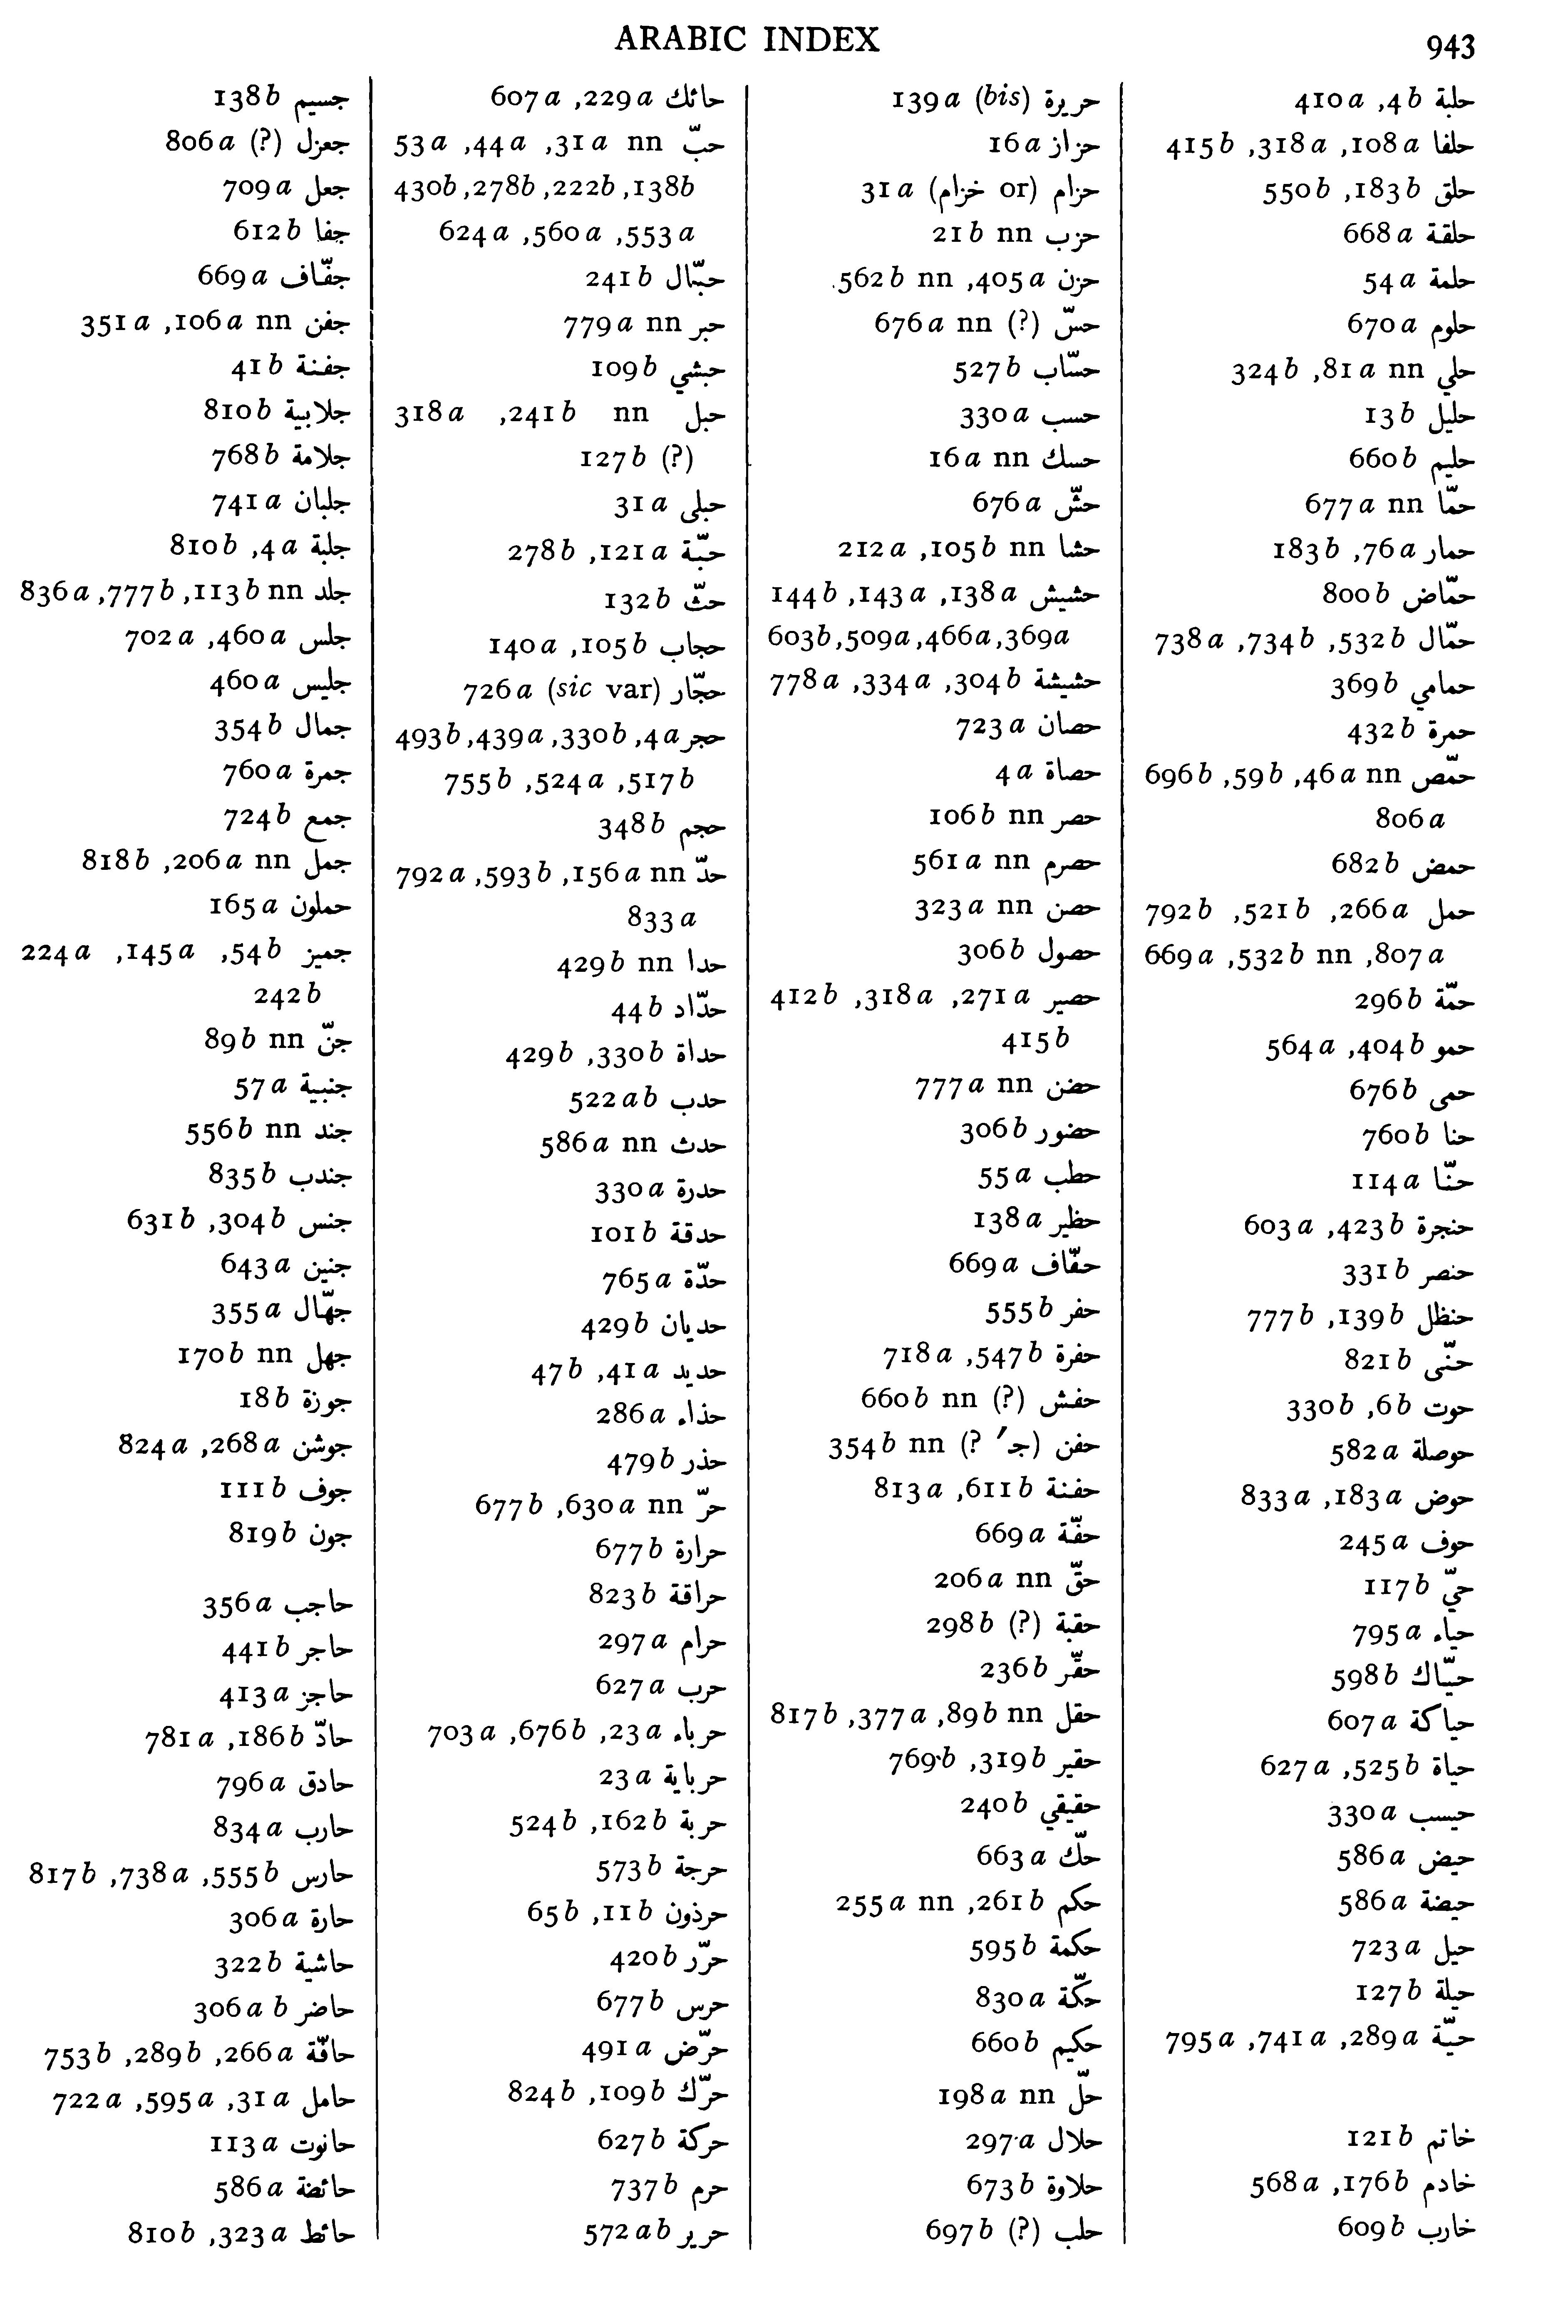 ARABIC INDEX
943
جسيم 138b
جعزل (?) 806a
جعل 709a
جفا 612b
جفّاف 669a
جفن 106a nn, 351a
جفنة 41b
جلابية 810b
جلامة 768b
جلبان 741a
جلبة 4a, 810b
جلد 113b nn, 777b, 836a
جلس 460a, 702a
جليس 460a
جمال 354b
جمرة 760a
جمع 724b
جمل 206a nn, 818b
حملون 165a
جميز 54b, 145a, 224a
242b
جنّ 89b nn
جنبية 57a
جند 556b nn
جندب 835b
جنس 304b, 631b
جنين 643a
جهّال 355a
جهل 170b nn
جوزة 18b
جوشن 268a, 824a
جوف 111b
جون 819b
حاجب 356a
حاجر 441b
حاجز 413a
حادّ 186b, 781a
حادق 796a
حارب 834a
حارس 555b, 738a, 817b
حارة 306a
حاشية 322b
حاضر 306a b
حافّة 266a, 289b, 753b
حامل 31a, 595a, 722a
حانوت 113a
حائضة 586a
حائط 323a, 810b
حائك 229a, 607a
حبّ 31a nn, 44a, 53a
138b, 222b, 278b, 430b
553a, 560a, 624a
حبّال 241b
حبر 779a nn
حبشي 109b
حبل 241b nn, 318a
127b (?)
حبلى 31a
حبّة 121a, 278b
حثّ 132b
حجاب 105b, 140a
حجّار 726a (sic var)
حجر 4a, 330b, 439a, 493b
517b, 524a, 755b
حجم 348b
حدّ 156a nn, 593b, 792a
833a
حدا 429b nn
حدّاد 44b
حداة 330b, 429b
حدب 522ab
حدث 586a nn
حدرة 330a
حدقة 101b
حدّة 765a
حديان 429b
حديد 41a, 47b
حذاء 286a
حذر 479b
حرّ 630a nn, 677b
حرارة 677b
حراقة 823b
حرام 297a
حرب 627a
حرباء 23a, 676b, 703a
حرباية 23a
حربة 162b, 524b
حرجة 573b
حرذون 11b, 65b
حرّر 420b
حرس 677b
حرّض 491a
حرّك 109b, 824b
حركة 627b
حرم 737b
حرير 572ab
حريرة 139a (bis)
حزاز 16a
حزام (or خزام) 31a
حزب 21b nn
حزن 405a, 562b nn
حسّ (?) 676a nn
حسّاب 527b
حسب 330a
حسك 16a nn
حشّ 676a
حشا 105b nn, 212a
حشيش 138a, 143a, 144b
369a, 466a, 509a, 603b
حشيشة 304b, 334a, 778a
حصان 723a
حصاة 4a
حصر 106b nn
حصرم 561a nn
حصن 323a nn
حصول 306b
حصير 271a, 318a, 412b
415b
حضن 777a nn
حضور 306b
حطب 55a
حظير 138a
حفّاف 669a
حفر 555b
حفرة 547b, 718a
حفش (?) 660b nn
حفن (جـ′ ?) 354b nn
حفنة 611b, 813a
حفّة 669a
حقّ 206a nn
حقبة (?) 298b
حقّر 236b
حقل 89b nn, 377a, 817b
حقير 319b, 769b
حقيقي 240b
حكّ 663a
حكم 261b, 255a nn
حكمة 595b
حكّة 830a
حكيم 660b
حلّ 198a nn
حلال 297a
حلاوة 673b
حلب (?) 697b
حلبة 4b, 410a
حلفا 108a, 318a, 415b
حلق 183b, 550b
حلقة 668a
حلمة 54a
حلوم 670a
حلي 81a nn, 324b
حليل 13b
حليم 660b
حمّا 677a nn
حمار 76a, 183b
حمّاض 800b
حمّال 532b, 734b, 738a
حمامي 369b
حمرة 432b
حمّص 46a nn, 59b, 696b
806a
حمض 682b
حمل 266a, 521b, 792b
807a, 532b nn, 669a
حمّة 296b
حمو 404b, 564a
حمى 676b
حنا 760b
حنّا 114a
حنجرة 423b, 603a
حنصر 331b
حنظل 139b, 777b
حنّى 821b
حوت 6b, 330b
حوصلة 582a
حوض 183a, 833a
حوف 245a
حيّ 117b
حياء 795a
حيّاك 598b
حياكة 607a
حياة 525b, 627a
حيسب 330a
حيض 586a
حيضة 586a
حيل 723a
حيلة 127b
حيّة 289a, 741a, 795a
خاتم 121b
خادم 176b, 568a
خارب 609b